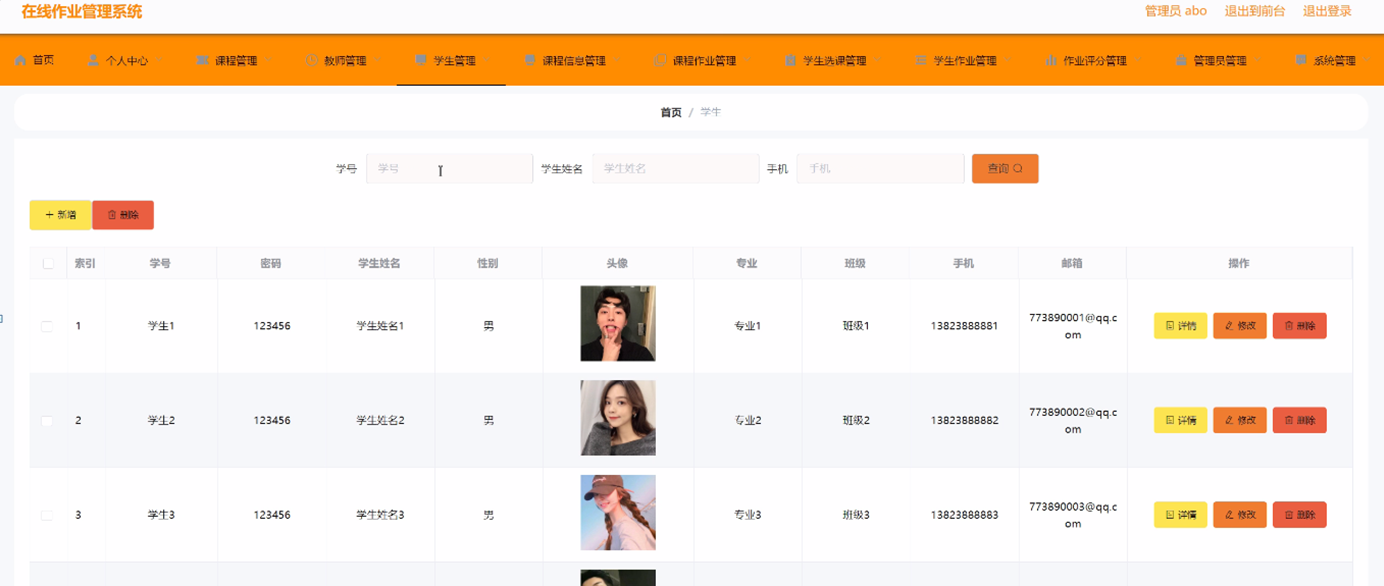 在线作业管理系统
管理员 abo 退出到前台 退出登录
首页 个人中心 课程管理 教师管理 学生管理 课程信息管理 课程作业管理 学生选课管理 学生作业管理 作业评分管理 管理员管理 系统管理
首页 / 学生
学号 学号 学生姓名 学生姓名 手机 手机 查询
+ 新增 删除
索引 学号 密码 学生姓名 性别 头像 专业 班级 手机 邮箱 操作
1 学生1 123456 学生姓名1 男 专业1 班级1 13823888881 773890001@qq.c
om 详情 修改 删除
2 学生2 123456 学生姓名2 男 专业2 班级2 13823888882 773890002@qq.c
om 详情 修改 删除
3 学生3 123456 学生姓名3 男 专业3 班级3 13823888883 773890003@qq.c
om 详情 修改 删除